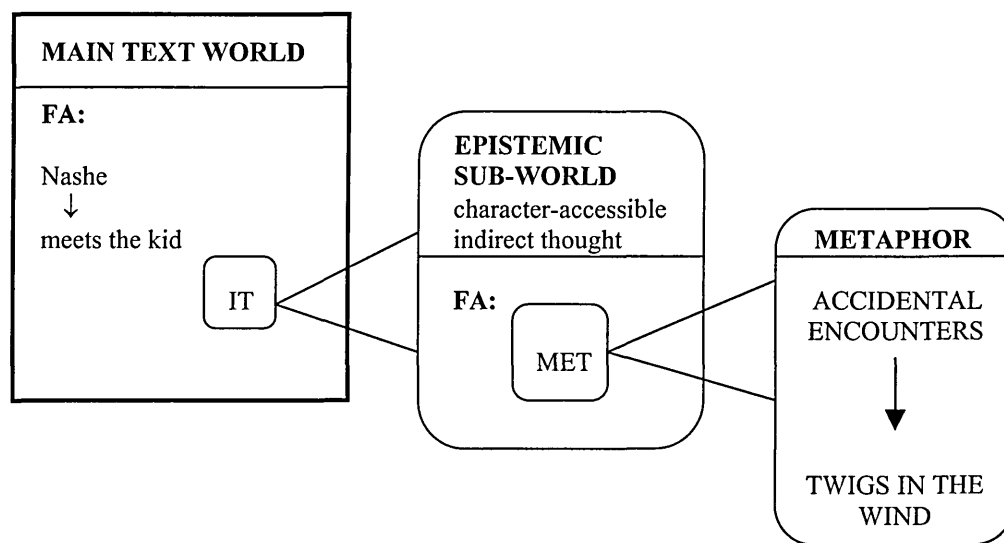 MAIN TEXT WORLD
FA:
Nashe
↓
meets the kid
IT
EPISTEMIC
SUB-WORLD
character-accessible
indirect thought
FA:
MET
METAPHOR
ACCIDENTAL
ENCOUNTERS
TWIGS IN THE
WIND